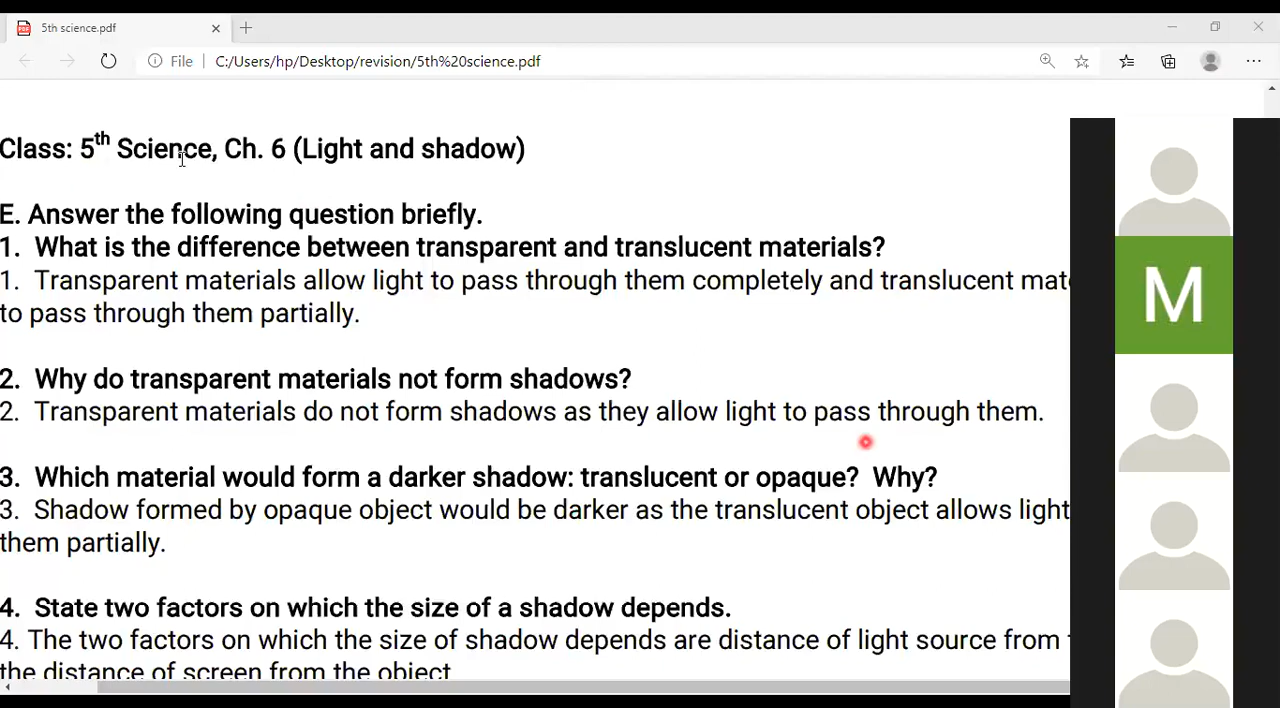 5th science.pdf
File
C:/Users/hp/Desktop/revision/5th%20science.pdf
Class: 5th Science, Ch. 6 (Light and shadow)
E. Answer the following question briefly.
1. What is the difference between transparent and translucent materials?
1. Transparent materials allow light to pass through them completely and translucent
to pass through them partially.
2. Why do transparent materials not form shadows?
2. Transparent materials do not form shadows as they allow light to pass through them.
3. Which material would form a darker shadow: translucent or opaque? Why?
3. Shadow formed by opaque object would be darker as the translucent object allows light
them partially.
4. State two factors on which the size of a shadow depends.
4. The two factors on which the size of shadow depends are distance of light source from
the distance of screen from the object
M